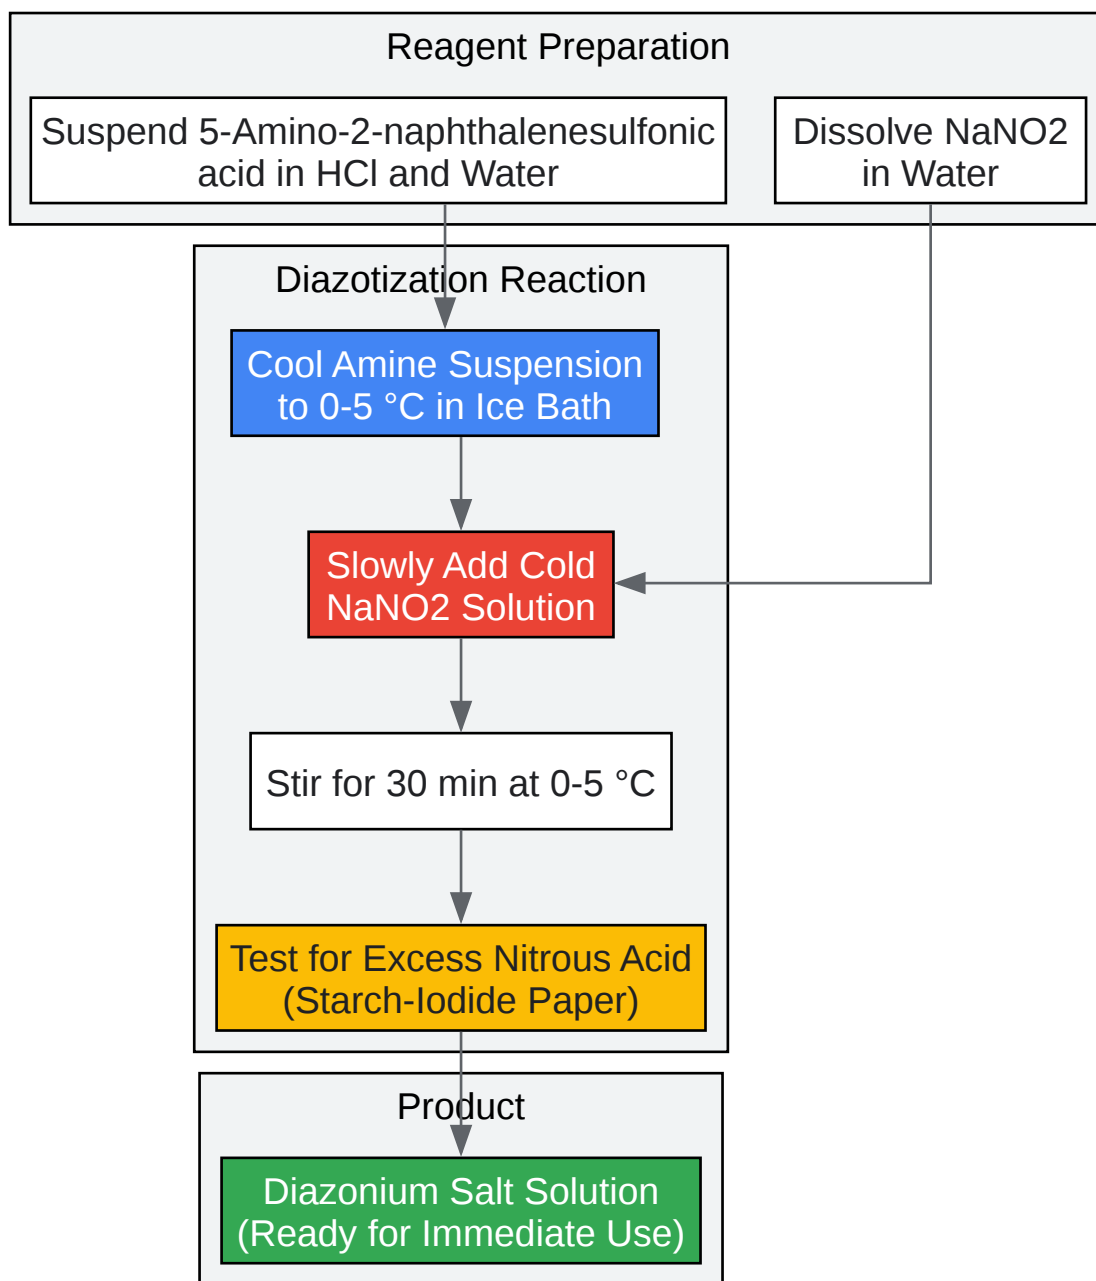 Reagent Preparation
Suspend 5-Amino-2-naphthalenesulfonic
acid in HCl and Water
Dissolve NaNO2
in Water
Diazotization Reaction
Cool Amine Suspension
to 0-5 °C in Ice Bath
Slowly Add Cold
NaNO2 Solution
Stir for 30 min at 0-5 °C
Test for Excess Nitrous Acid
(Starch-Iodide Paper)
Product
Diazonium Salt Solution
(Ready for Immediate Use)